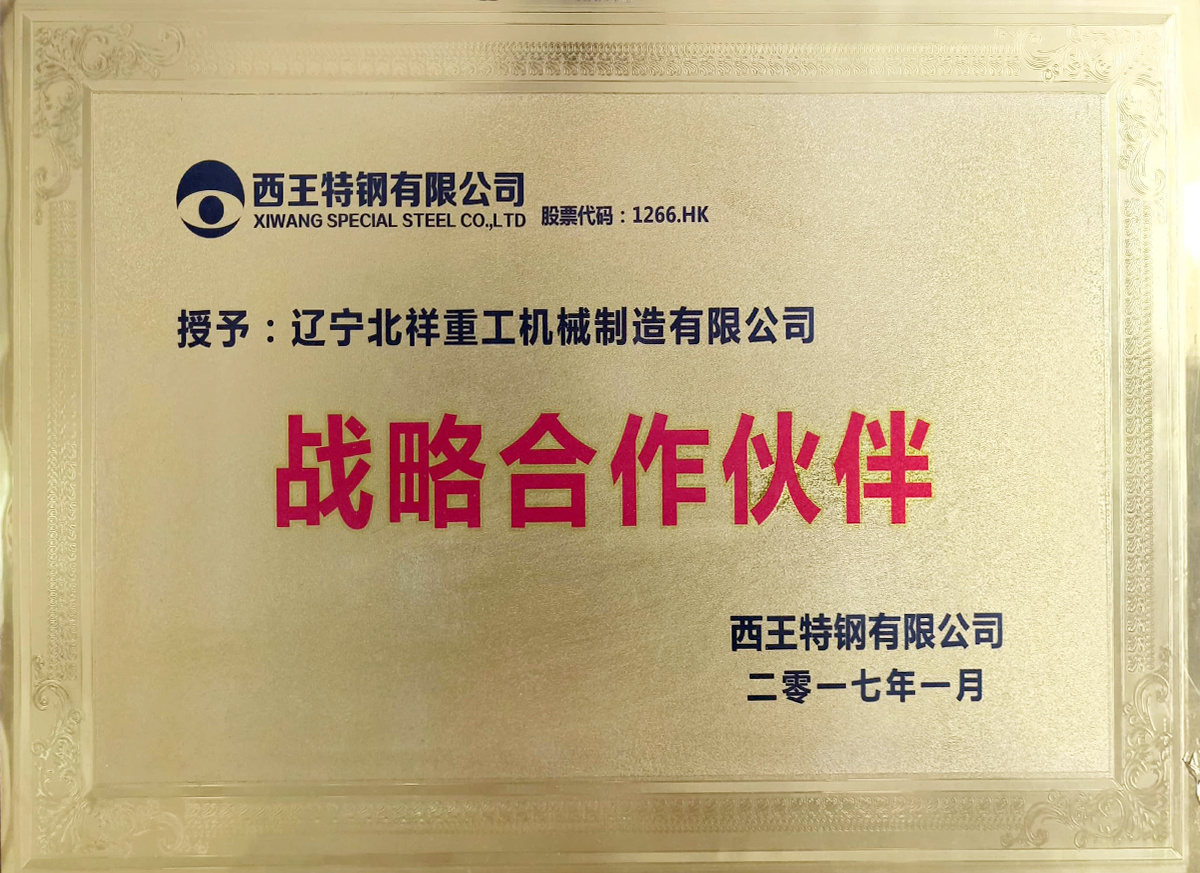 西王特钢有限公司
XIWANG SPECIAL STEEL CO.,LTD 股票代码：1266.HK
授予：辽宁北祥重工机械制造有限公司
战略合作伙伴
西王特钢有限公司
二零一七年一月